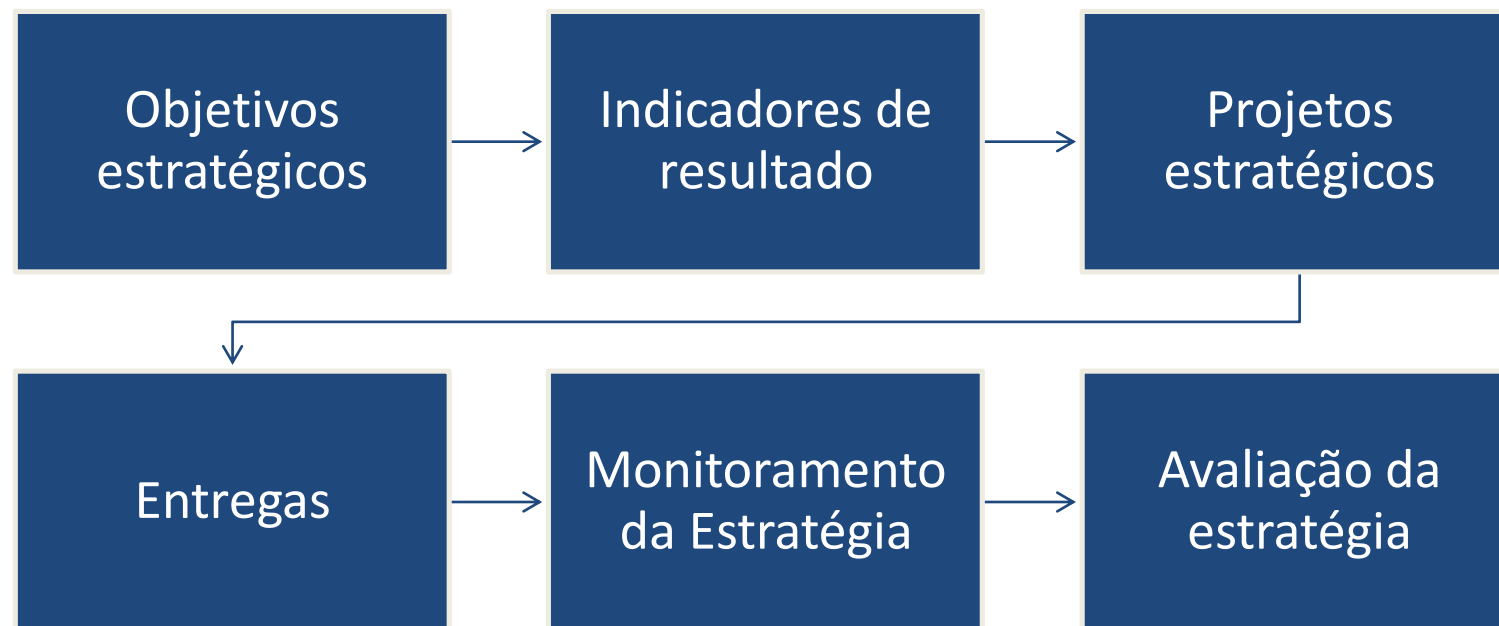 Objetivos
estratégicos
Indicadores de
resultado
Projetos
estratégicos
Entregas
Monitoramento
da Estratégia
Avaliação da
estratégia